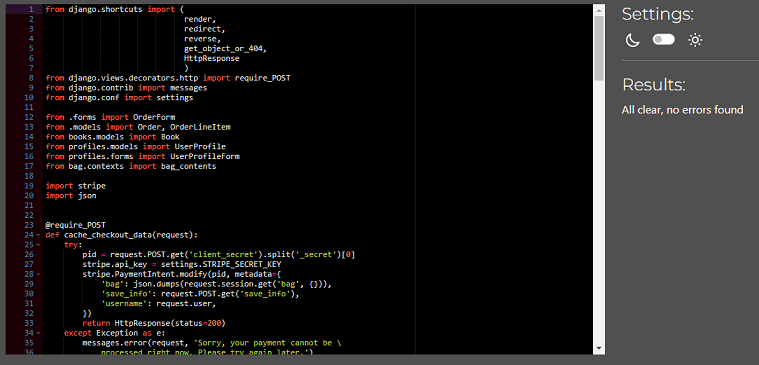 1 from django.shortcuts import (
2 render,
3 redirect,
4 reverse,
5 get_object_or_404,
6 HttpResponse
7 )
8 from django.views.decorators.http import require_POST
9 from django.contrib import messages
10 from django.conf import settings
11
12 from .forms import OrderForm
13 from .models import Order, OrderLineItem
14 from books.models import Book
15 from profiles.models import UserProfile
16 from profiles.forms import UserProfileForm
17 from bag.contexts import bag_contents
18
19 import stripe
20 import json
21
22
23 @require_POST
24 def cache_checkout_data(request):
25 try:
26 pid = request.POST.get('client_secret').split('_secret')[0]
27 stripe.api_key = settings.STRIPE_SECRET_KEY
28 stripe.PaymentIntent.modify(pid, metadata={
29 'bag': json.dumps(request.session.get('bag', {})),
30 'save_info': request.POST.get('save_info'),
31 'username': request.user,
32 })
33 return HttpResponse(status=200)
34 except Exception as e:
35 messages.error(request, 'Sorry, your payment cannot be \
36 processed right now. Please try again later.')
Settings:
Results:
All clear, no errors found